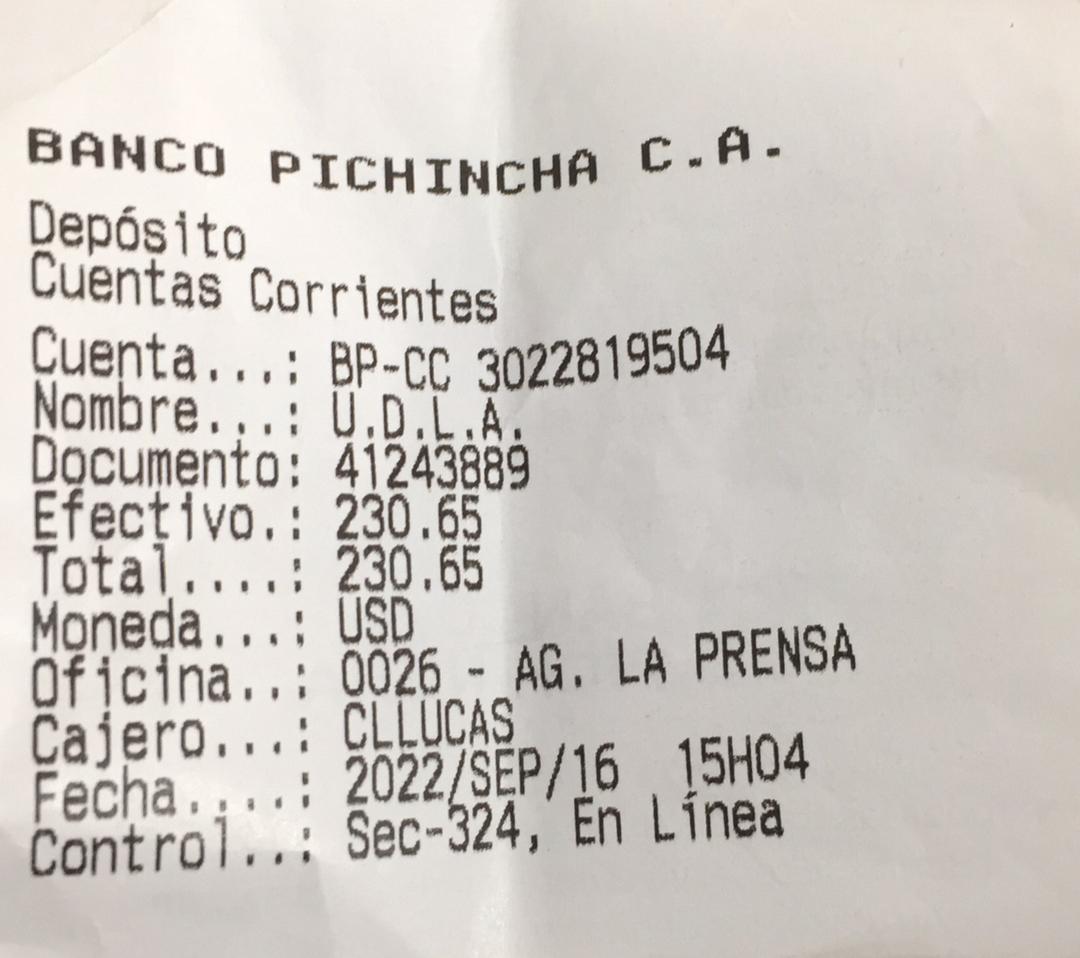 BANCO PICHINCHA C.A.
Depósito
Cuentas Corrientes
Cuenta...: BP-CC 3022819504
Nombre...: U.D.L.A.
Documento: 41243889
Efectivo.: 230.65
Total....: 230.65
Moneda...: USD
Oficina..: 0026 - AG. LA PRENSA
Cajero...: CLLUCAS
Fecha....: 2022/SEP/16 15H04
Control..: Sec-324, En Línea